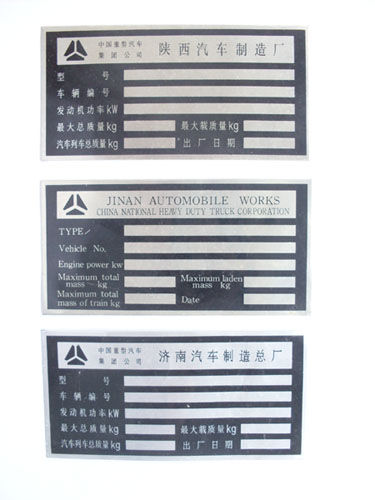 中国重型汽车
集团公司
陕西汽车制造厂
型 号
车辆编号
发动机功率kW
最大总质量kg 最大载质量kg
汽车列车总质量kg 出厂日期
JINAN AUTOMOBILE WORKS
CHINA NATIONAL HEAVY DUTY TRUCK CORPORATION
TYPE/
Vehicle No.
Engine power kw
Maximum total
mass kg
Maximum laden
mass kg
Maximum total
mass of train kg
Date
中国重型汽车
集团公司
济南汽车制造总厂
型 号
车辆编号
发动机功率kW
最大总质量kg 最大载质量kg
汽车列车总质量kg 出厂日期